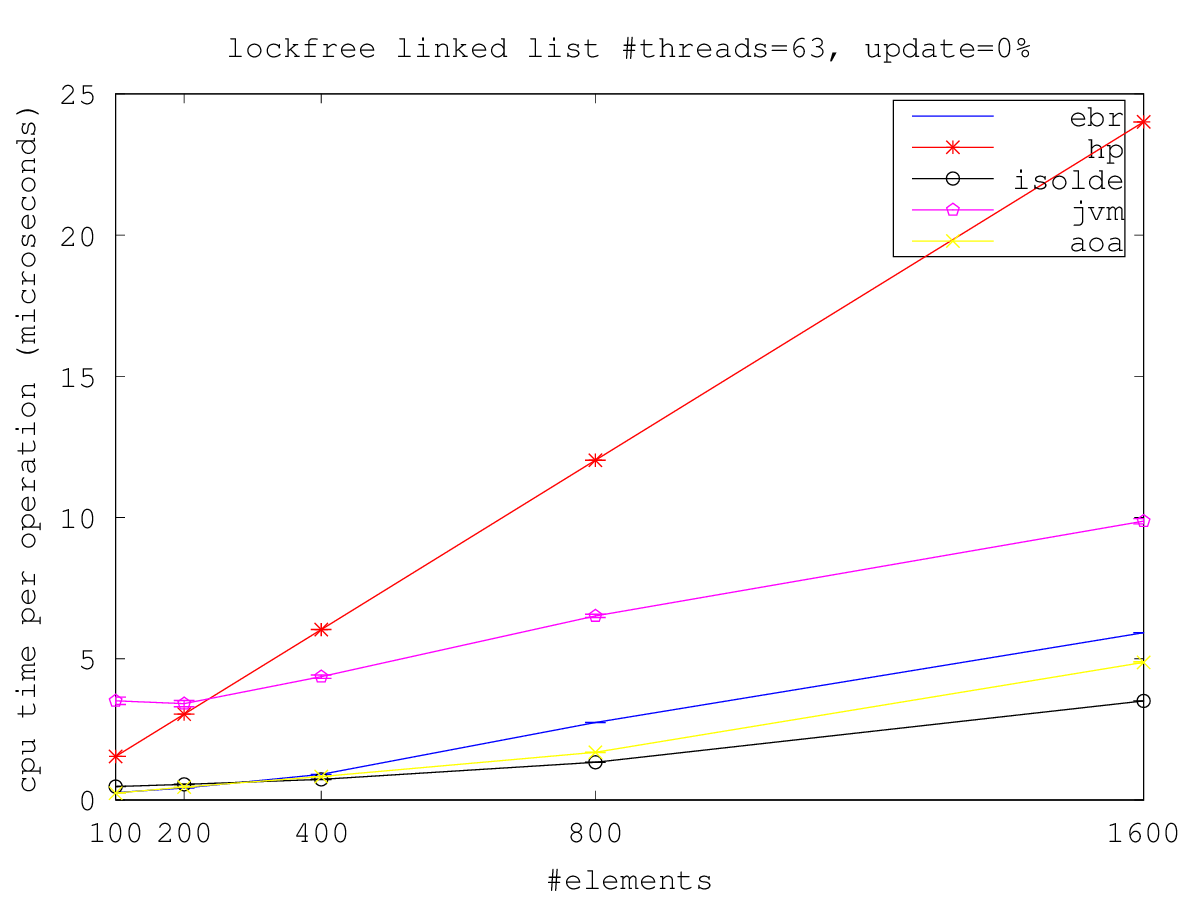 lockfree linked list #threads=63, update=0%
cpu time per operation (microseconds)
25
20
15
10
5
0
ebr
hp
isolde
jvm
aoa
100 200 400 800 1600
#elements